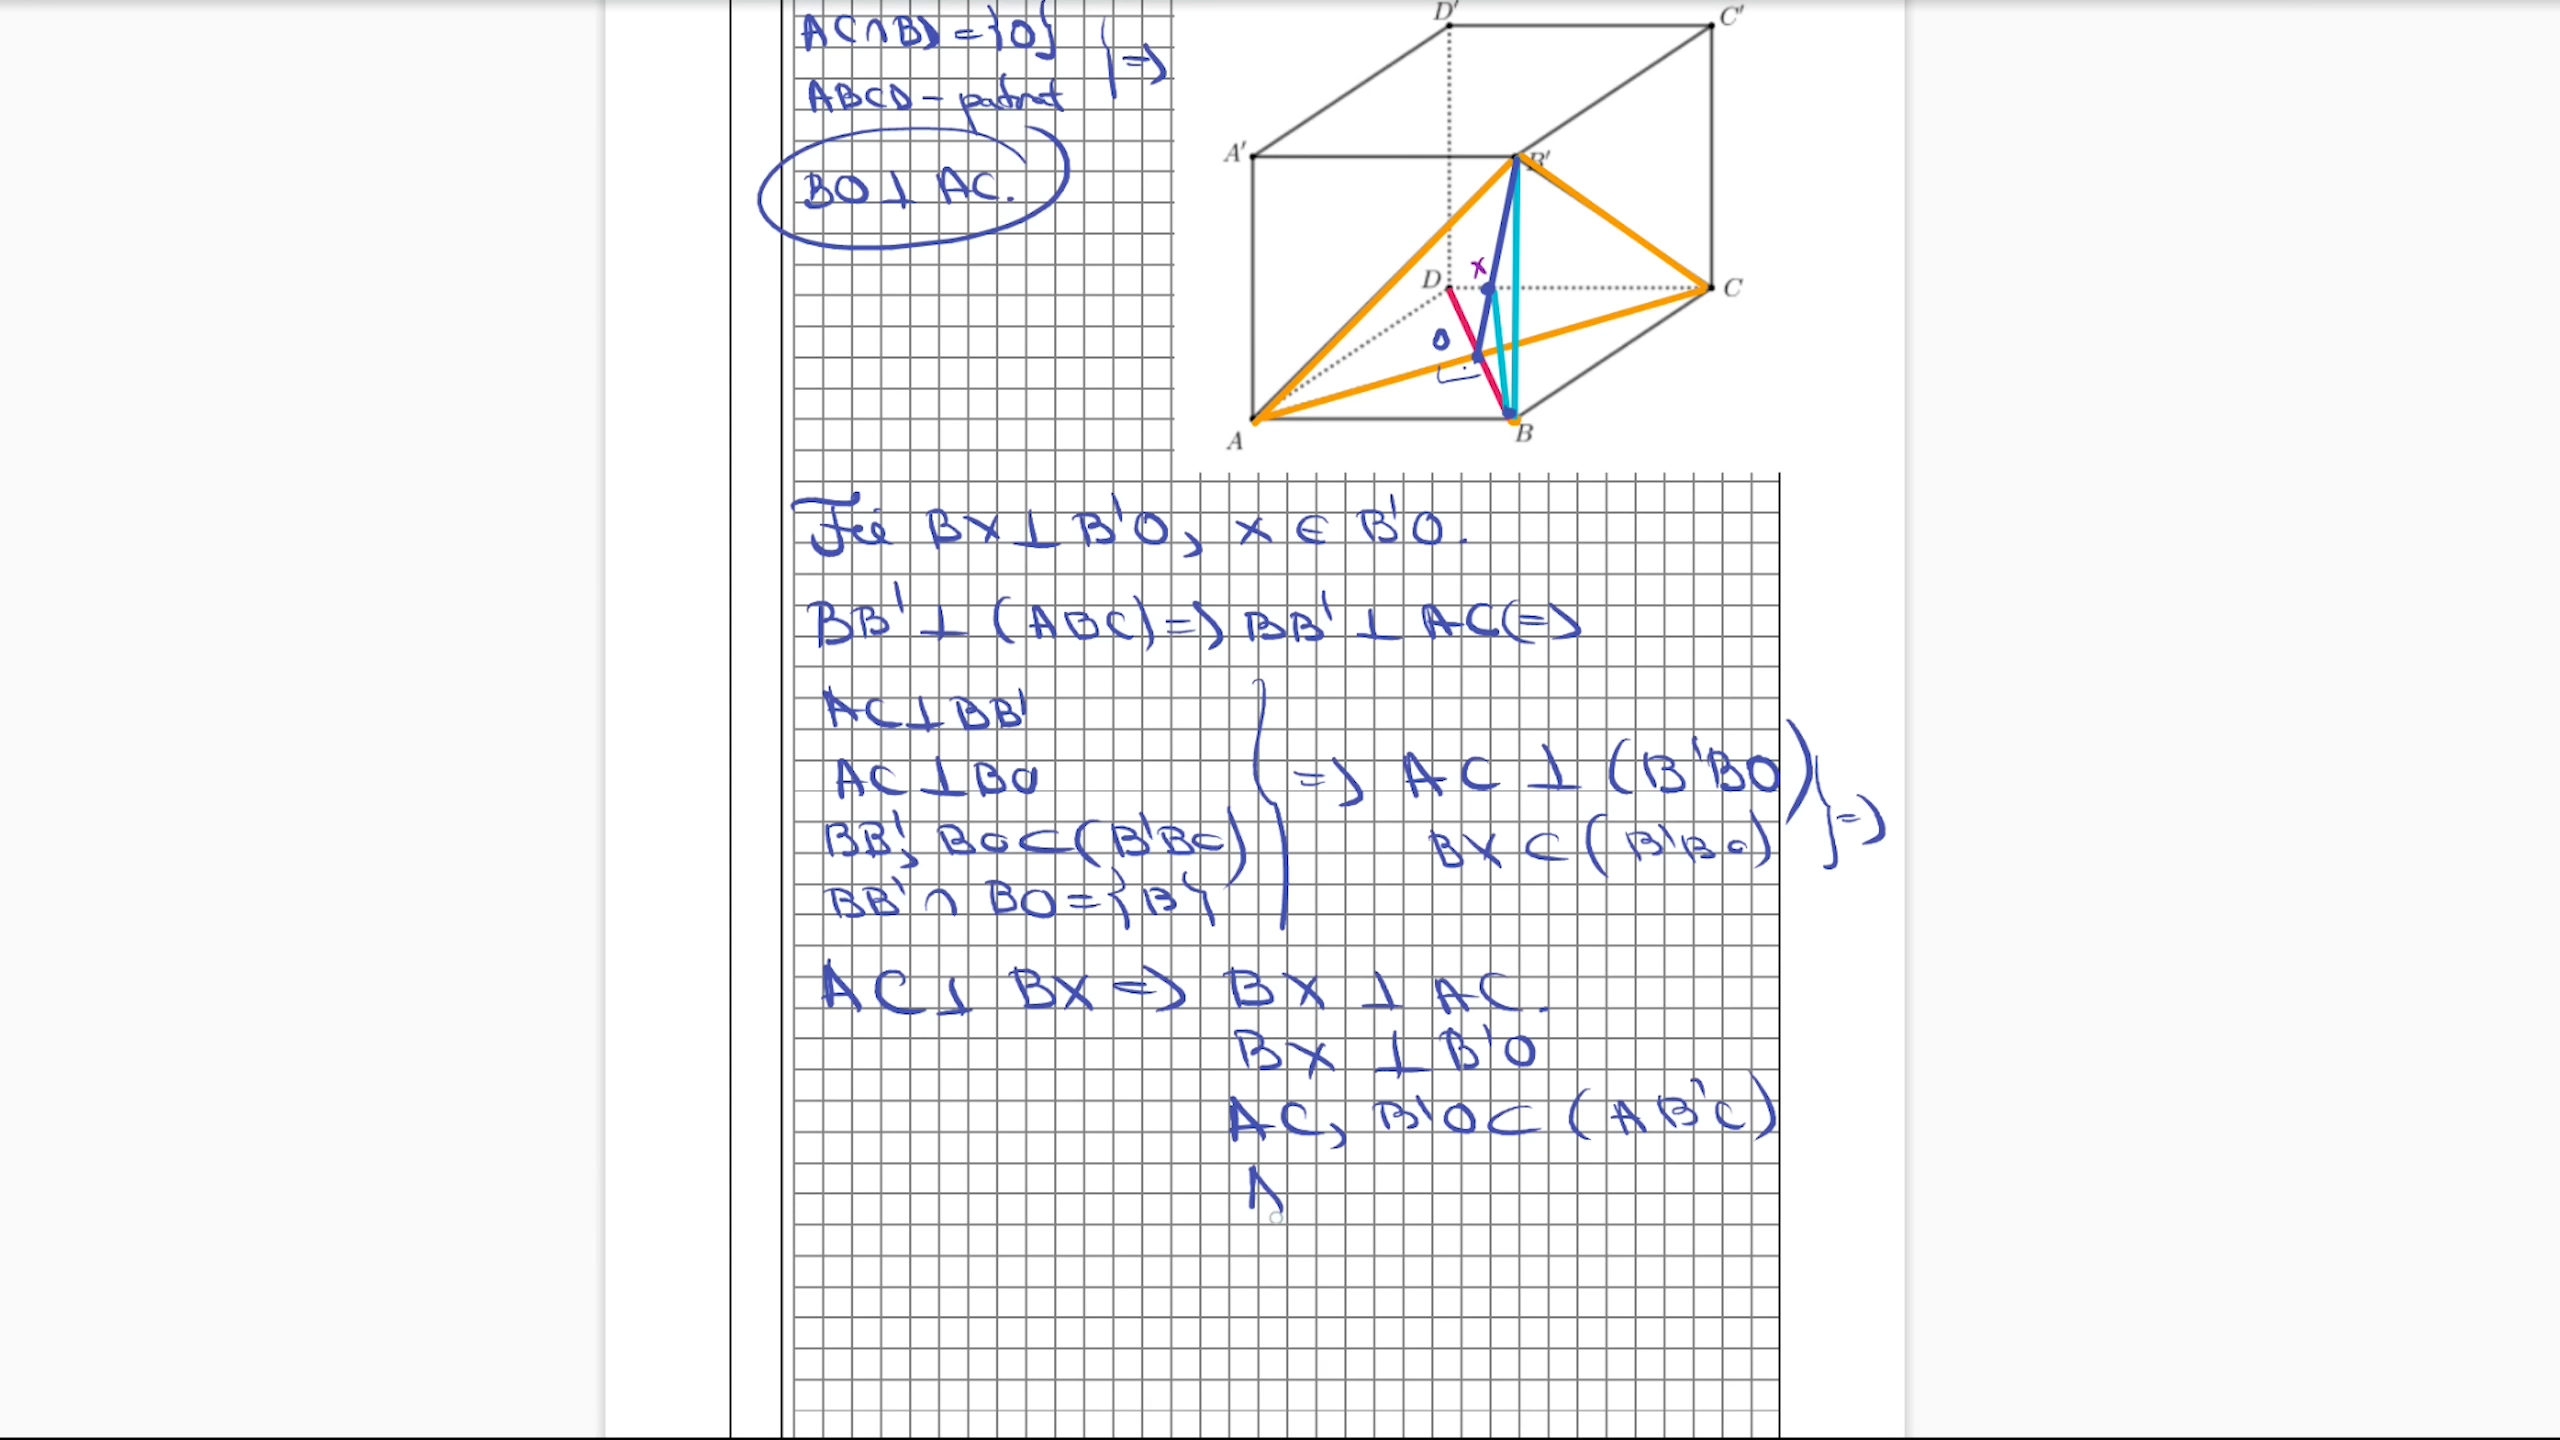 AC∩BD={O} | =>
ABCD - pătrat
BO ⊥ AC.
D' C'
A' B'
D X C
O
A B
Fie BX ⊥ B'O, X ∈ B'O.
BB' ⊥ (ABC) => BB' ⊥ AC (=>
AC ⊥ BB'
AC ⊥ BO } => AC ⊥ (B'BO) } =>
BB', BO ⊂ (B'BO) BX ⊂ (B'BO)
BB' ∩ BO = {B}
AC ⊥ BX => BX ⊥ AC.
BX ⊥ B'O
AC, B'O ⊂ (AB'C)